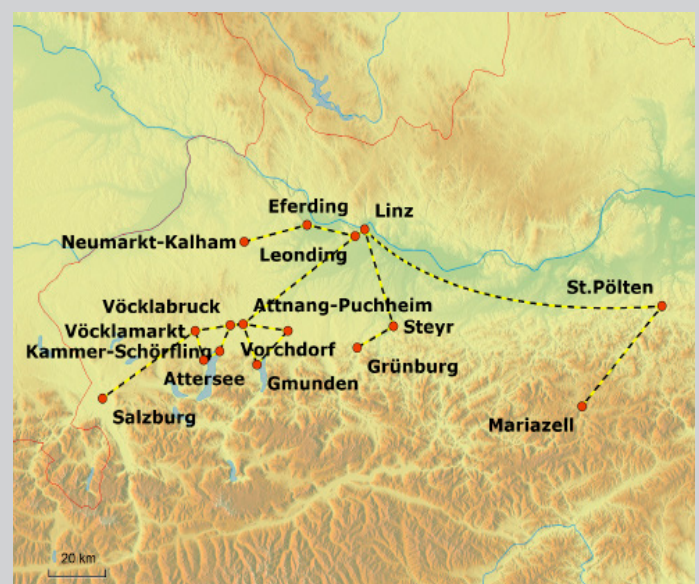 Eferding
Linz
Neumarkt-Kalham
Leonding
St.Pölten
Vöcklabruck
Attnang-Puchheim
Vöcklamarkt
Steyr
Kammer-Schörfling
Vorchdorf
Grünburg
Attersee
Gmunden
Salzburg
Mariazell
20 km